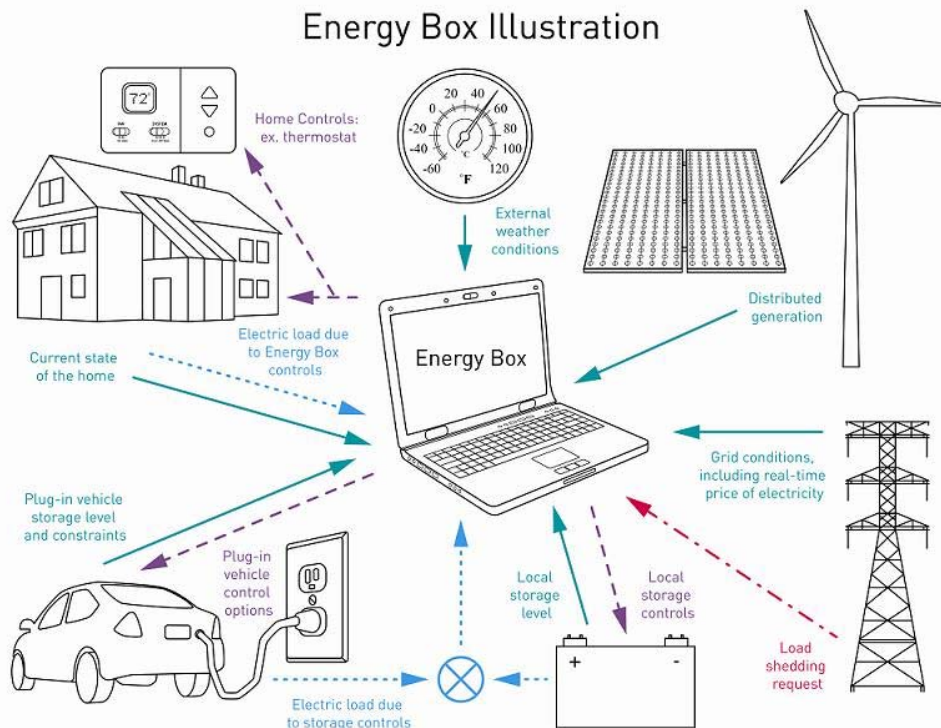 Energy Box Illustration
72°
Home Controls:
ex. thermostat
0
20
40
60
-20
80
-40
100
-60
120
°C
°F
External
weather
conditions
Distributed
generation
Electric load due
to Energy Box
controls
Energy Box
Current state
of the home
Grid conditions,
including real-time
price of electricity
Plug-in vehicle
storage level
and constraints
Plug-in
vehicle
control
options
Local
storage
level
Local
storage
controls
+
-
Load
shedding
request
Electric load due
to storage controls